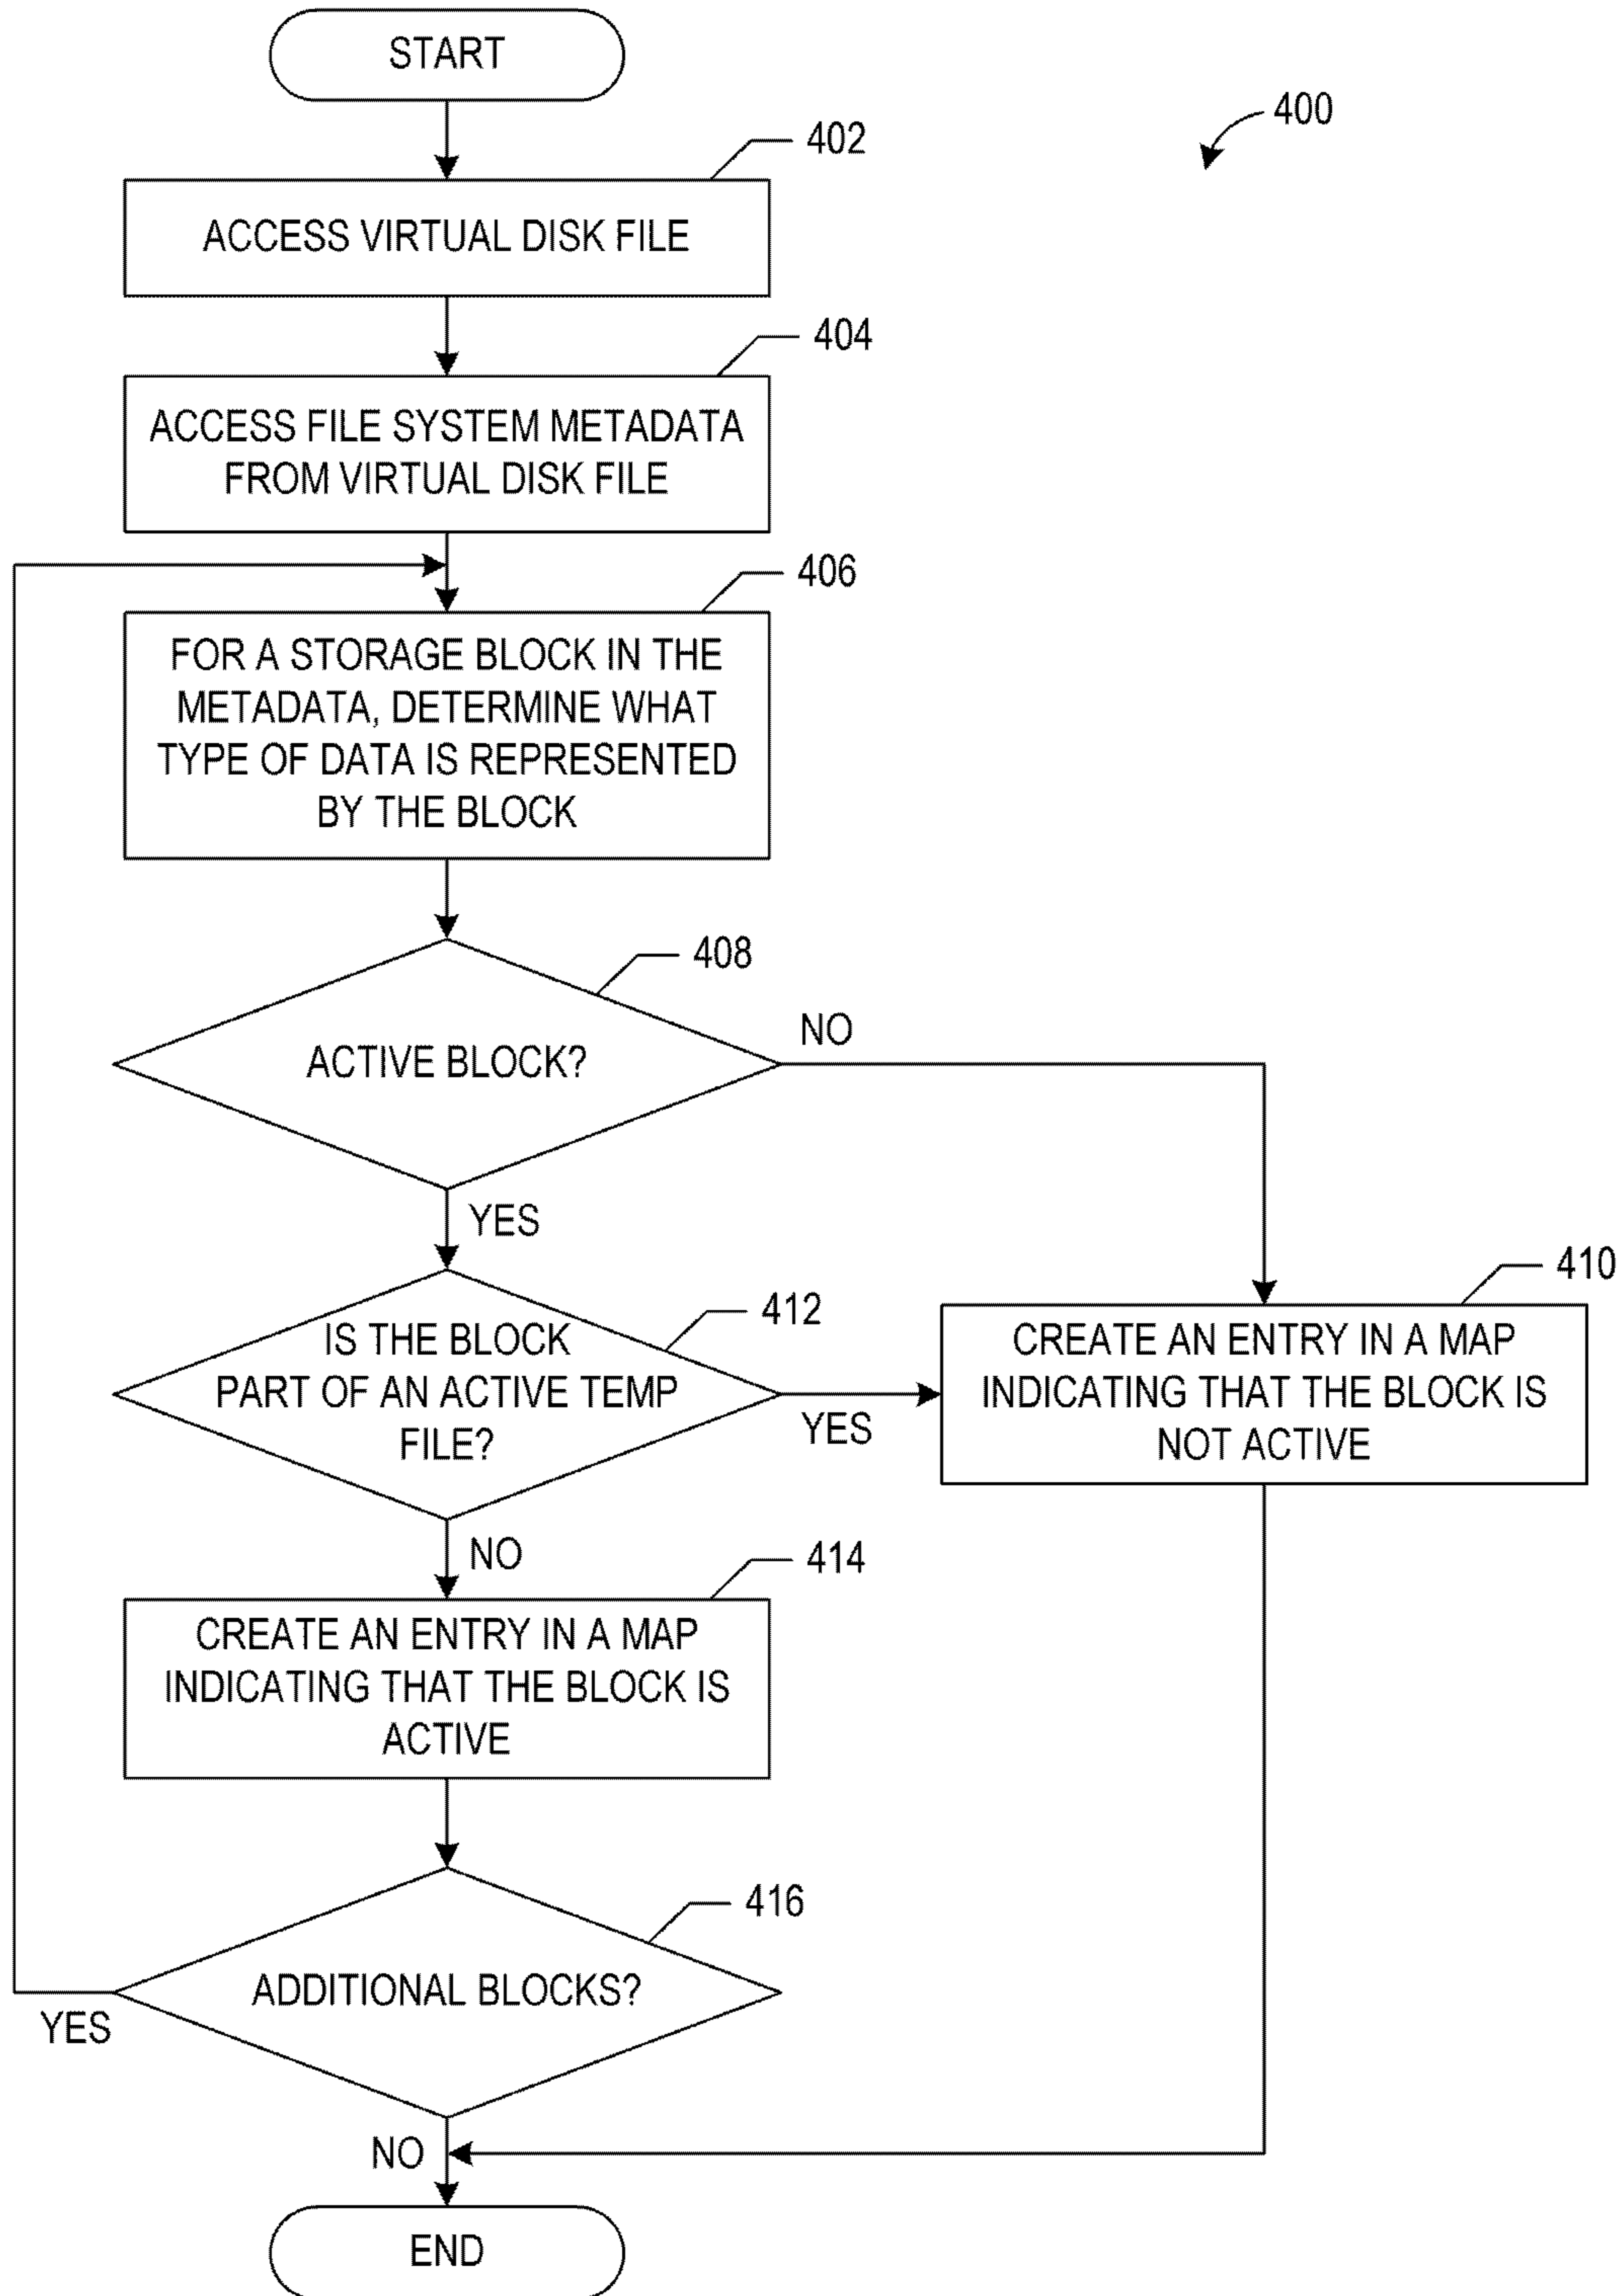 START
400
402
ACCESS VIRTUAL DISK FILE
404
ACCESS FILE SYSTEM METADATA
FROM VIRTUAL DISK FILE
406
FOR A STORAGE BLOCK IN THE
METADATA, DETERMINE WHAT
TYPE OF DATA IS REPRESENTED
BY THE BLOCK
408
ACTIVE BLOCK?
NO
YES
412
IS THE BLOCK
PART OF AN ACTIVE TEMP
FILE?
YES
410
CREATE AN ENTRY IN A MAP
INDICATING THAT THE BLOCK IS
NOT ACTIVE
NO
414
CREATE AN ENTRY IN A MAP
INDICATING THAT THE BLOCK IS
ACTIVE
416
ADDITIONAL BLOCKS?
YES
NO
END